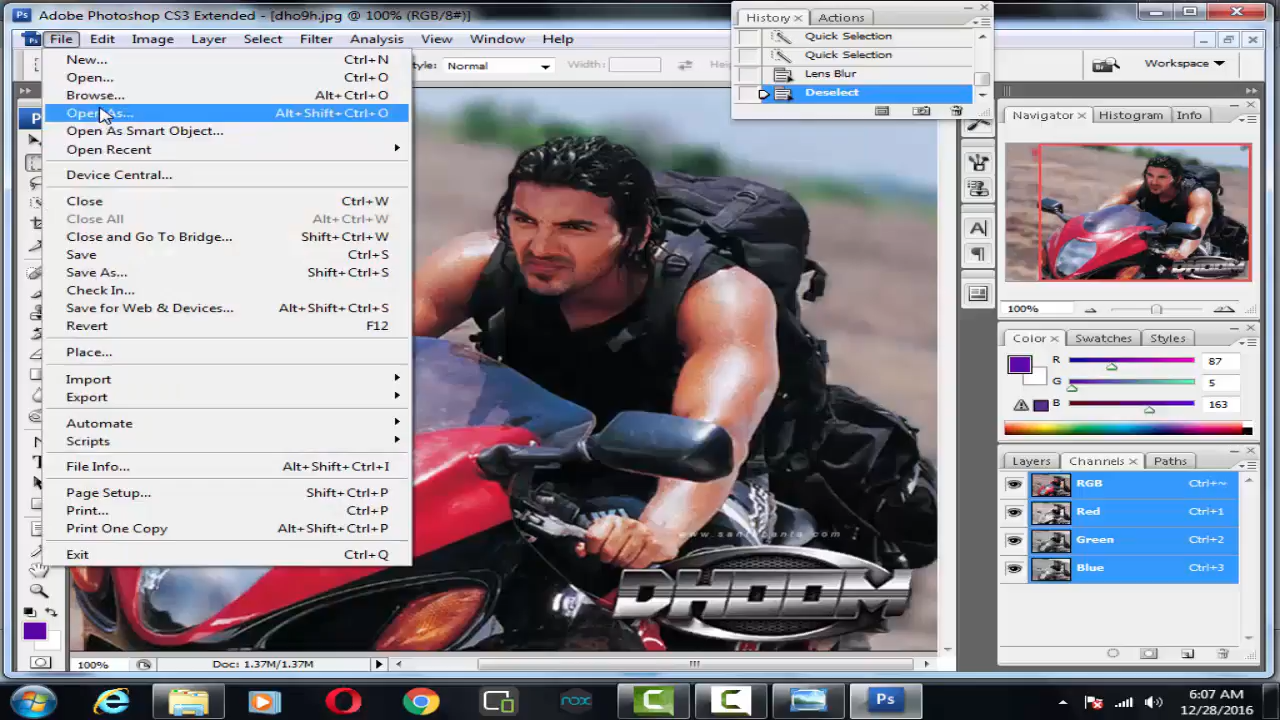 Adobe Photoshop CS3 Extended - [dho9h.jpg @ 100% (RGB/8#)]
File Edit Image Layer Select Filter Analysis View Window Help
Normal
Width:
Workspace
New... Ctrl+N
Open... Ctrl+O
Browse... Alt+Ctrl+O
Open As... Alt+Shift+Ctrl+O
Open As Smart Object...
Open Recent
Device Central...
Close Ctrl+W
Close All Alt+Ctrl+W
Close and Go To Bridge... Shift+Ctrl+W
Save Ctrl+S
Save As... Shift+Ctrl+S
Check In...
Save for Web & Devices... Alt+Shift+Ctrl+S
Revert F12
Place...
Import
Export
Automate
Scripts
File Info... Alt+Shift+Ctrl+I
Page Setup... Shift+Ctrl+P
Print... Ctrl+P
Print One Copy Alt+Shift+Ctrl+P
Exit Ctrl+Q
History Actions
Quick Selection
Quick Selection
Lens Blur
Deselect
Navigator Histogram Info
100%
Color Swatches Styles
R 87
G 5
B 163
Layers Channels Paths
RGB Ctrl+~
Red Ctrl+1
Green Ctrl+2
Blue Ctrl+3
DHOOM
100% Doc: 1.37M/1.37M
nox
Ps
6:07 AM
12/28/2016